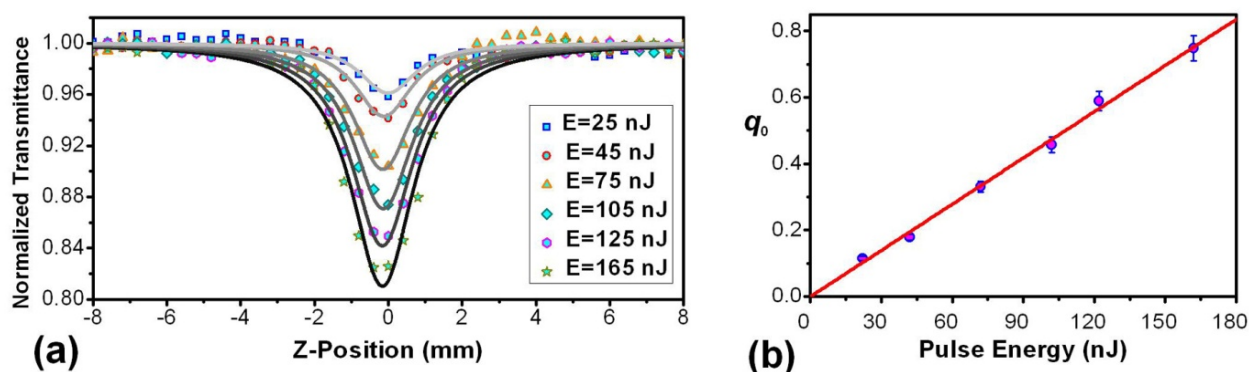 Normalized Transmittance
1.00
0.96
0.92
0.88
0.84
0.80
-8 -6 -4 -2 0 2 4 6 8
Z-Position (mm)
E=25 nJ
E=45 nJ
E=75 nJ
E=105 nJ
E=125 nJ
E=165 nJ
(a)
q₀
0.8
0.6
0.4
0.2
0.0
0 30 60 90 120 150 180
Pulse Energy (nJ)
(b)